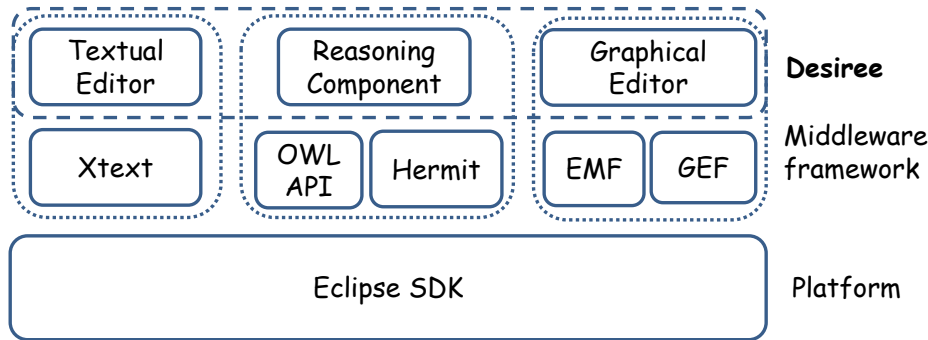 Textual
Editor
Reasoning
Component
Graphical
Editor
Desiree
Xtext
OWL
API
Hermit
EMF
GEF
Middleware
framework
Eclipse SDK
Platform